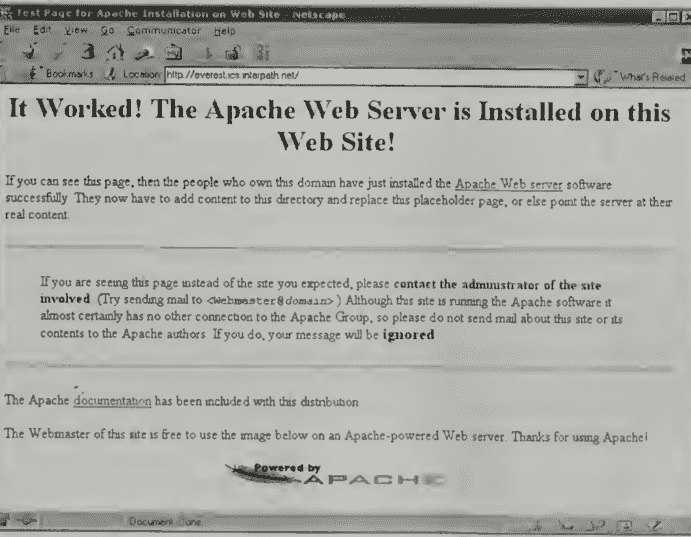 Test Page for Apache Installation on Web Site - Netscape
File Edit View Go Communicator Help
Bookmarks Location: http://everest.ics.interpath.net/ What's Related
It Worked! The Apache Web Server is Installed on this
Web Site!
If you can see this page, then the people who own this domain have just installed the Apache Web server software
successfully. They now have to add content to this directory and replace this placeholder page, or else point the server at their
real content.
If you are seeing this page instead of the site you expected, please contact the administrator of the site
involved. (Try sending mail to <Webmaster@domain>.) Although this site is running the Apache software it
almost certainly has no other connection to the Apache Group, so please do not send mail about this site or its
contents to the Apache authors. If you do, your message will be ignored.
The Apache documentation has been included with this distribution.
The Webmaster of this site is free to use the image below on an Apache-powered Web server. Thanks for using Apache!
Powered by
APACHE
Document: Done